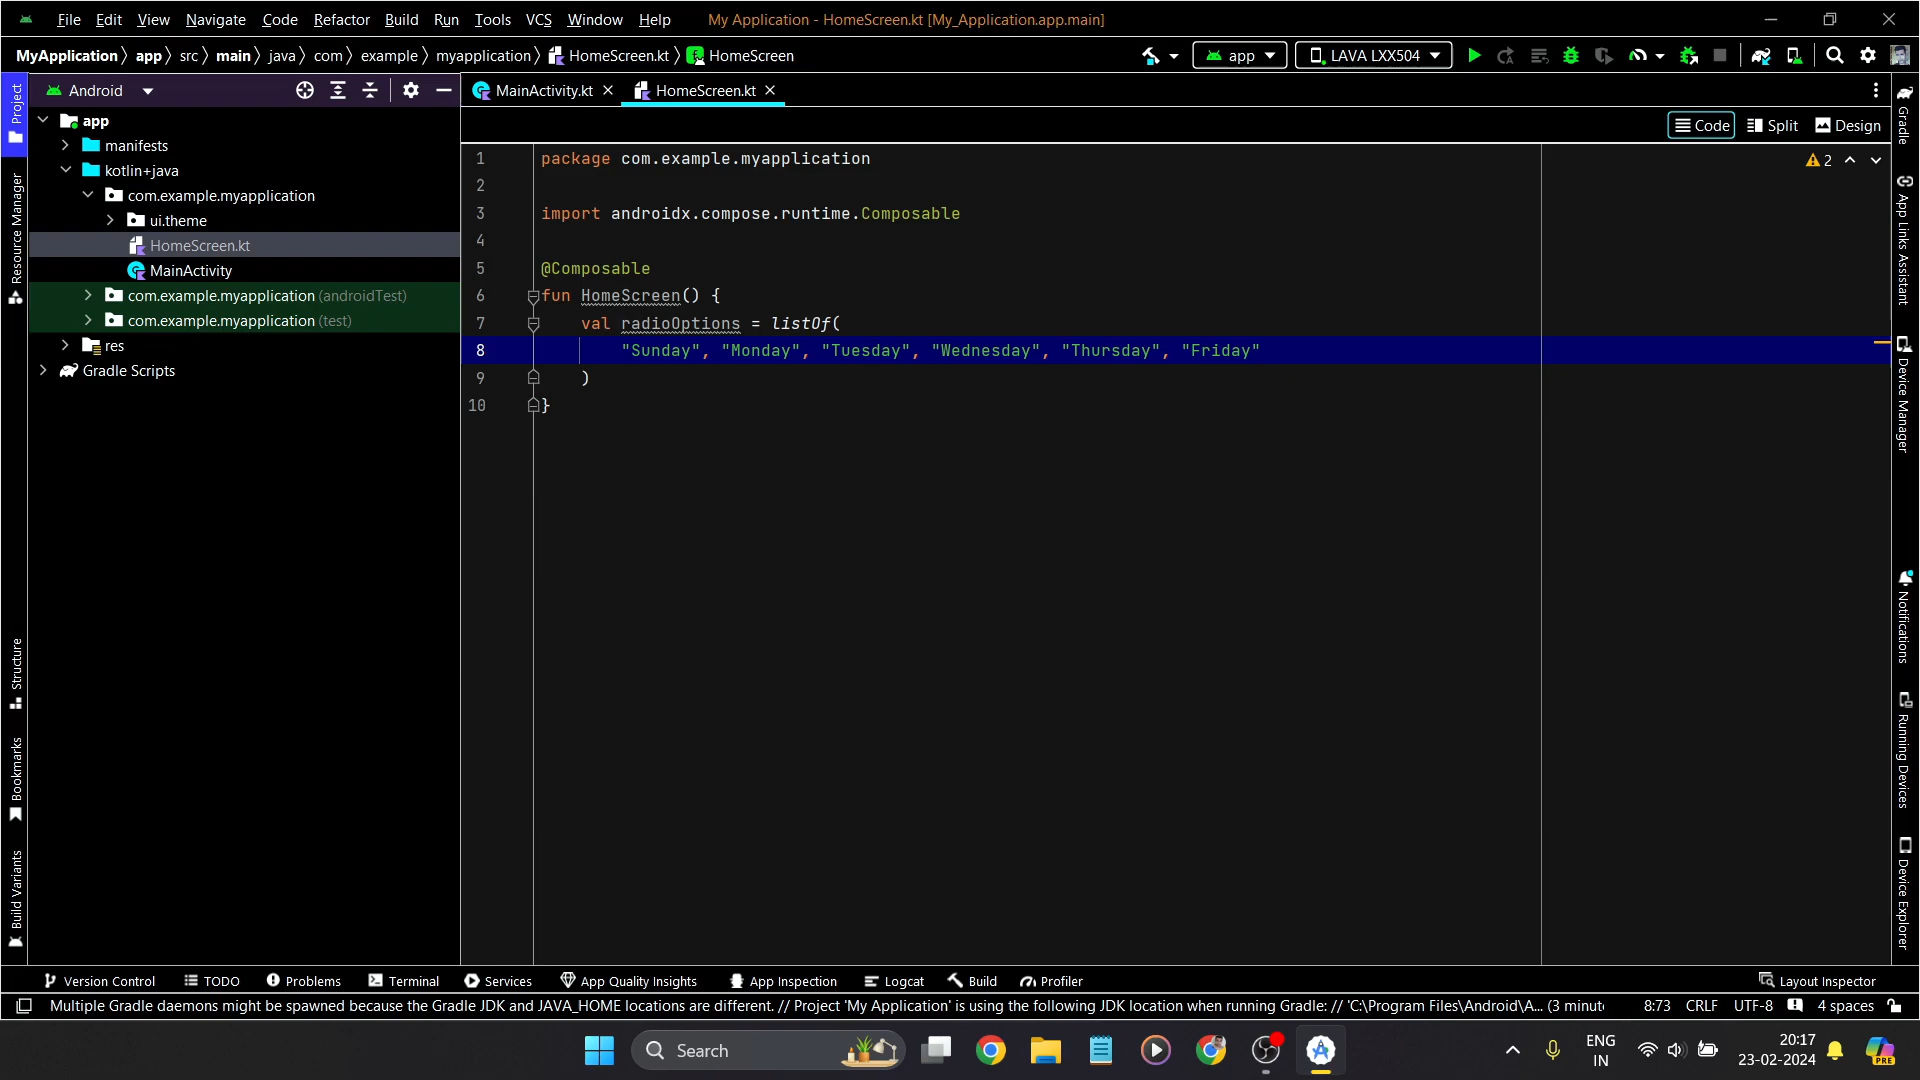 File Edit View Navigate Code Refactor Build Run Tools VCS Window Help My Application - HomeScreen.kt [My_Application.app.main]
MyApplication app src main java com example myapplication HomeScreen.kt HomeScreen app LAVA LXX504
Project
Resource Manager
Structure
Bookmarks
Build Variants
Android
app
manifests
kotlin+java
com.example.myapplication
ui.theme
HomeScreen.kt
MainActivity
com.example.myapplication (androidTest)
com.example.myapplication (test)
res
Gradle Scripts
MainActivity.kt HomeScreen.kt
Code Split Design
2
1 package com.example.myapplication
2
3 import androidx.compose.runtime.Composable
4
5 @Composable
6 fun HomeScreen() {
7 val radioOptions = listOf(
8 "Sunday", "Monday", "Tuesday", "Wednesday", "Thursday", "Friday"
9 )
10 }
Gradle
App Links Assistant
Device Manager
Notifications
Running Devices
Device Explorer
Version Control TODO Problems Terminal Services App Quality Insights App Inspection Logcat Build Profiler Layout Inspector
Multiple Gradle daemons might be spawned because the Gradle JDK and JAVA_HOME locations are different. // Project 'My Application' is using the following JDK location when running Gradle: // 'C:\Program Files\Android\A... (3 minut 8:73 CRLF UTF-8 4 spaces
Search
ENG
IN
20:17
23-02-2024
PRE